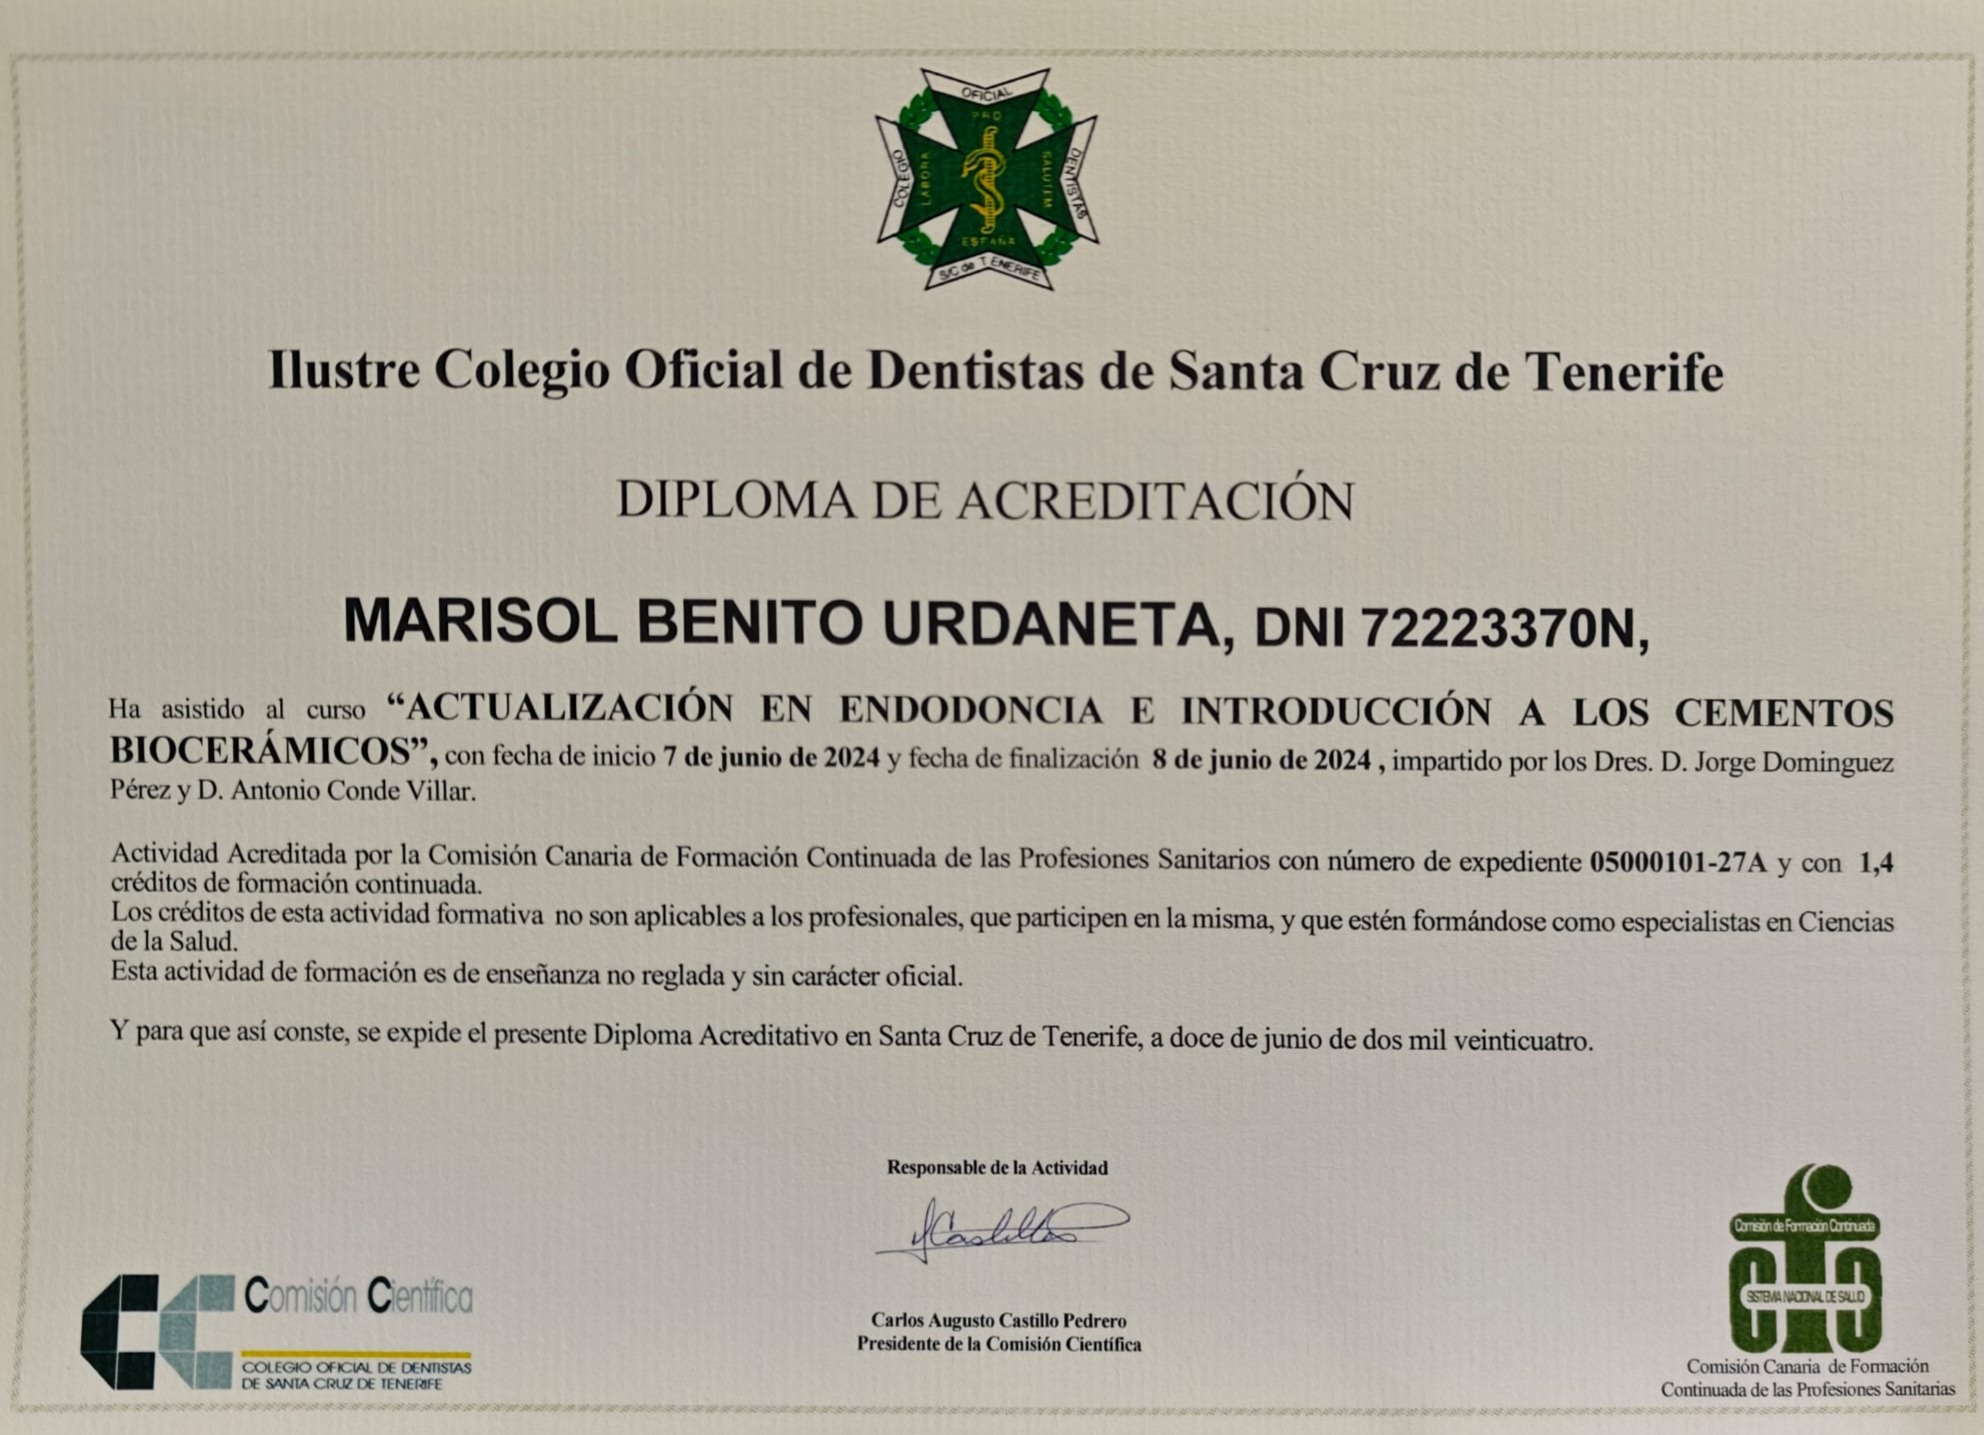 OFICIAL
PRO
COLEGIO
LABORA
SALUTEM
DENTISTAS
ESPAÑA
S/C de TENERIFE
Ilustre Colegio Oficial de Dentistas de Santa Cruz de Tenerife
DIPLOMA DE ACREDITACIÓN
MARISOL BENITO URDANETA, DNI 72223370N,
Ha asistido al curso “ACTUALIZACIÓN EN ENDODONCIA E INTRODUCCIÓN A LOS CEMENTOS
BIOCERÁMICOS”, con fecha de inicio 7 de junio de 2024 y fecha de finalización 8 de junio de 2024 , impartido por los Dres. D. Jorge Dominguez
Pérez y D. Antonio Conde Villar.
Actividad Acreditada por la Comisión Canaria de Formación Continuada de las Profesiones Sanitarios con número de expediente 05000101-27A y con 1,4
créditos de formación continuada.
Los créditos de esta actividad formativa no son aplicables a los profesionales, que participen en la misma, y que estén formándose como especialistas en Ciencias
de la Salud.
Esta actividad de formación es de enseñanza no reglada y sin carácter oficial.
Y para que así conste, se expide el presente Diploma Acreditativo en Santa Cruz de Tenerife, a doce de junio de dos mil veinticuatro.
Responsable de la Actividad
Carlos Augusto Castillo Pedrero
Presidente de la Comisión Científica
Comisión Científica
COLEGIO OFICIAL DE DENTISTAS
DE SANTA CRUZ DE TENERIFE
Comisión de Formación Continuada
SISTEMA NACIONAL DE SALUD
Comisión Canaria de Formación
Continuada de las Profesiones Sanitarias